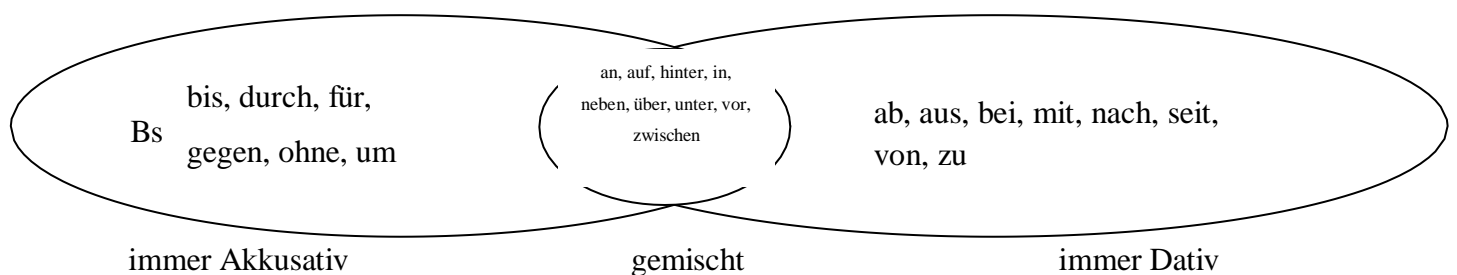 bis, durch, für,
Bs
gegen, ohne, um
an, auf, hinter, in,
neben, über, unter, vor,
zwischen
ab, aus, bei, mit, nach, seit,
von, zu
immer Akkusativ
gemischt
immer Dativ